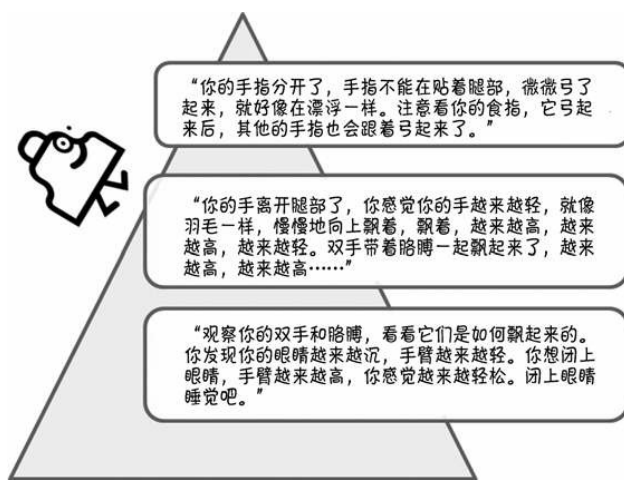 “你的手指分开了，手指不能在贴着腿部，微微弓了
起来，就好像在漂浮一样。注意看你的食指，它弓起
来后，其他的手指也会跟着弓起来了。”
“你的手离开腿部了，你感觉你的手越来越轻，就像
羽毛一样，慢慢地向上飘着，飘着，越来越高，越来
越高，越来越轻。双手带着胳膊一起飘起来了，越来
越高，越来越高……”
“观察你的双手和胳膊，看看它们是如何飘起来的。
你发现你的眼睛越来越沉，手臂越来越轻。你想闭上
眼睛，手臂越来越高，你感觉越来越轻松。闭上眼睛
睡觉吧。”